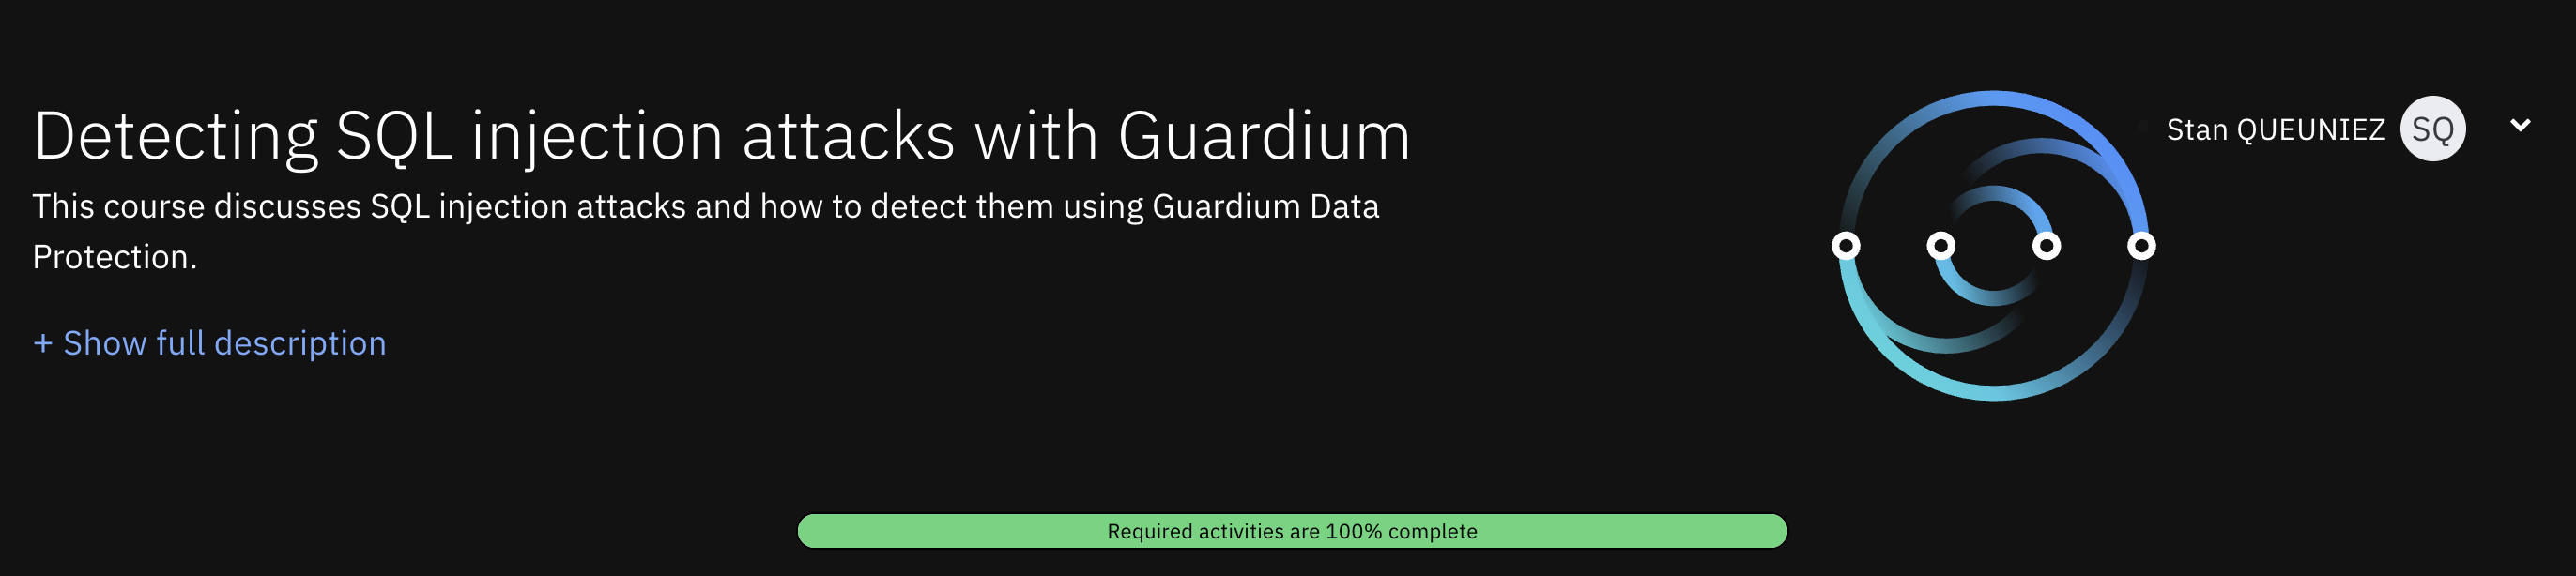 Detecting SQL injection attacks with Guardium
Stan QUEUNIEZ SQ
This course discusses SQL injection attacks and how to detect them using Guardium Data
Protection.
+ Show full description
Required activities are 100% complete